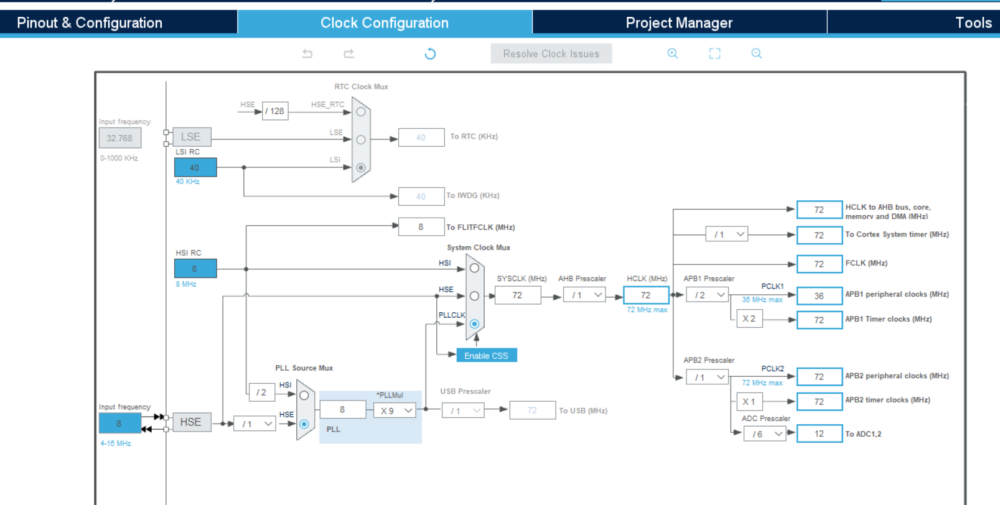 Pinout & Configuration
Clock Configuration
Project Manager
Tools
Resolve Clock Issues
RTC Clock Mux
HSE
/ 128
HSE_RTC
Input frequency
32.768
0-1000 KHz
LSE
LSE
40
To RTC (KHz)
LSI RC
40
40 KHz
LSI
40
To IWDG (KHz)
8
To FLITFCLK (MHz)
HSI RC
8
8 MHz
System Clock Mux
HSI
HSE
PLLCLK
Enable CSS
SYSCLK (MHz)
72
AHB Prescaler
/ 1
HCLK (MHz)
72
72 MHz max
72
HCLK to AHB bus, core,
memory and DMA (MHz)
/ 1
72
To Cortex System timer (MHz)
72
FCLK (MHz)
APB1 Prescaler
/ 2
PCLK1
36 MHz max
36
APB1 peripheral clocks (MHz)
X 2
72
APB1 Timer clocks (MHz)
APB2 Prescaler
/ 1
PCLK2
72 MHz max
72
APB2 peripheral clocks (MHz)
X 1
72
APB2 timer clocks (MHz)
ADC Prescaler
/ 6
12
To ADC1,2
PLL Source Mux
HSI
/ 2
HSE
/ 1
8
*PLLMul
X 9
PLL
USB Prescaler
/ 1
72
To USB (MHz)
Input frequency
8
4-16 MHz
HSE